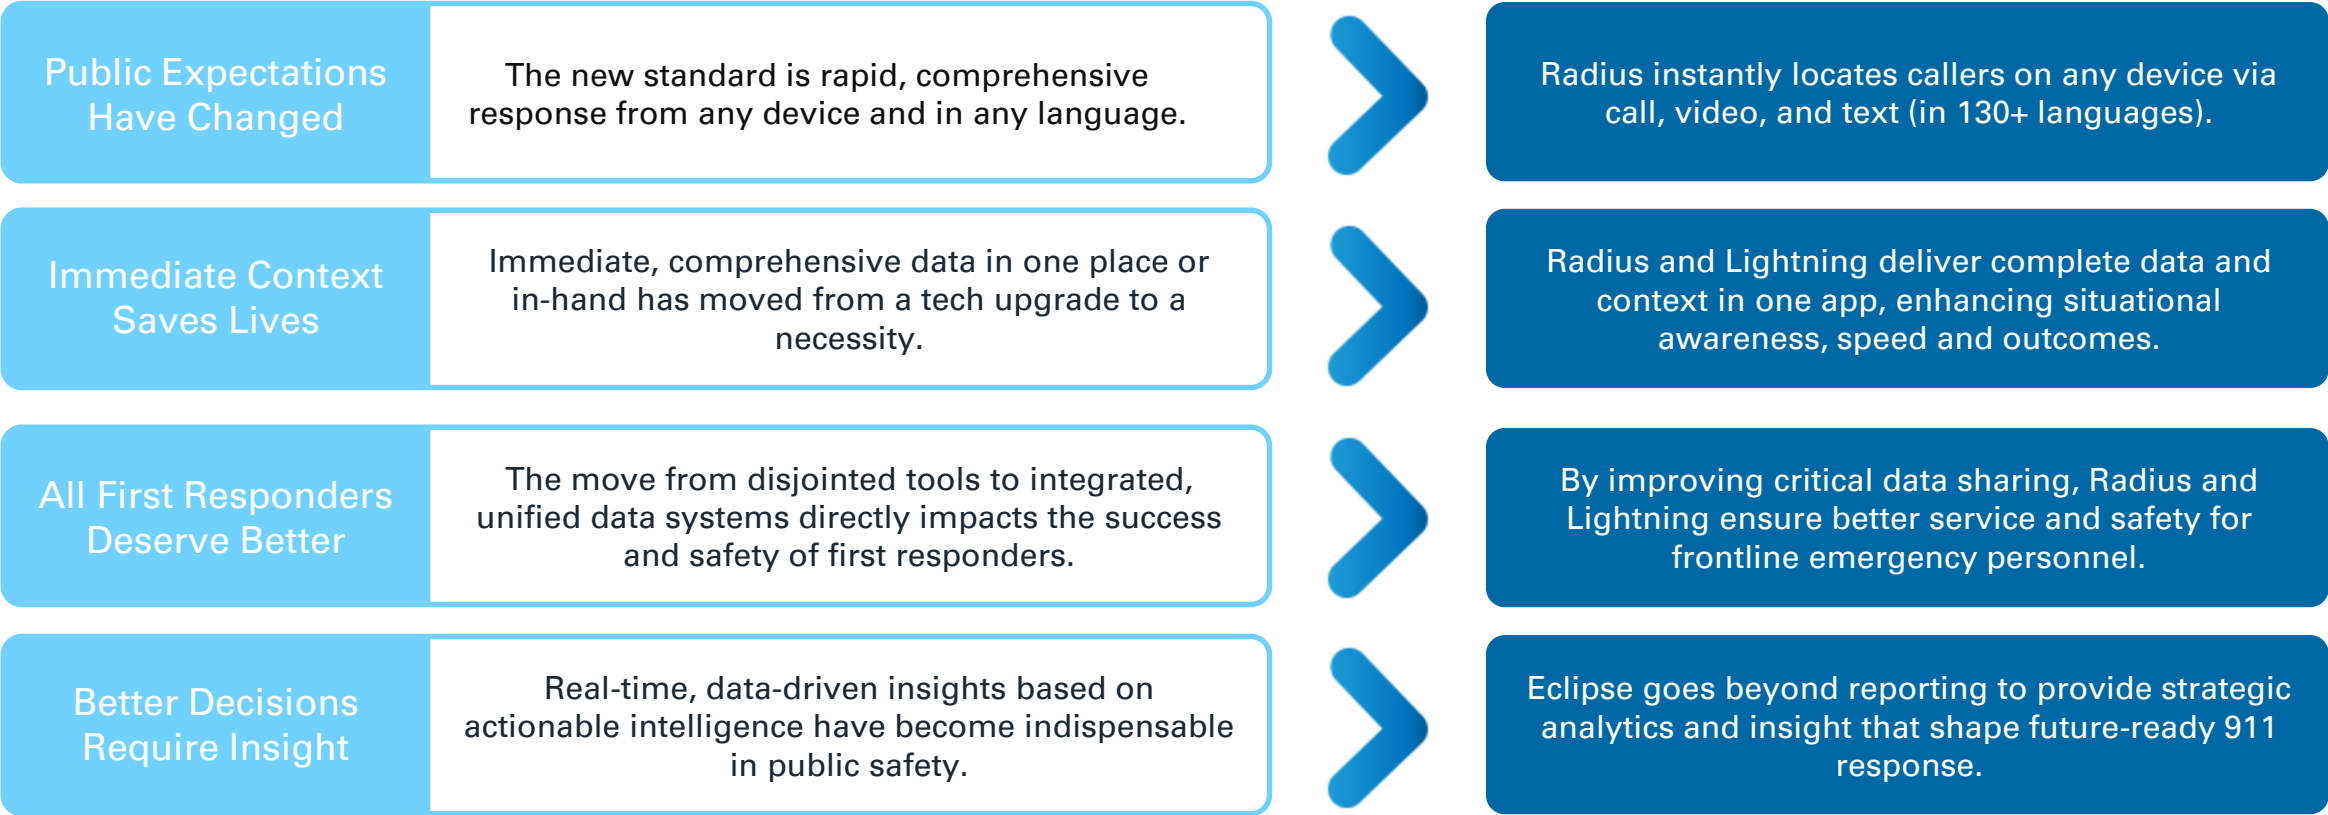 Public Expectations
Have Changed
The new standard is rapid, comprehensive
response from any device and in any language.
Radius instantly locates callers on any device via
call, video, and text (in 130+ languages).
Immediate Context
Saves Lives
Immediate, comprehensive data in one place or
in-hand has moved from a tech upgrade to a
necessity.
Radius and Lightning deliver complete data and
context in one app, enhancing situational
awareness, speed and outcomes.
All First Responders
Deserve Better
The move from disjointed tools to integrated,
unified data systems directly impacts the success
and safety of first responders.
By improving critical data sharing, Radius and
Lightning ensure better service and safety for
frontline emergency personnel.
Better Decisions
Require Insight
Real-time, data-driven insights based on
actionable intelligence have become indispensable
in public safety.
Eclipse goes beyond reporting to provide strategic
analytics and insight that shape future-ready 911
response.